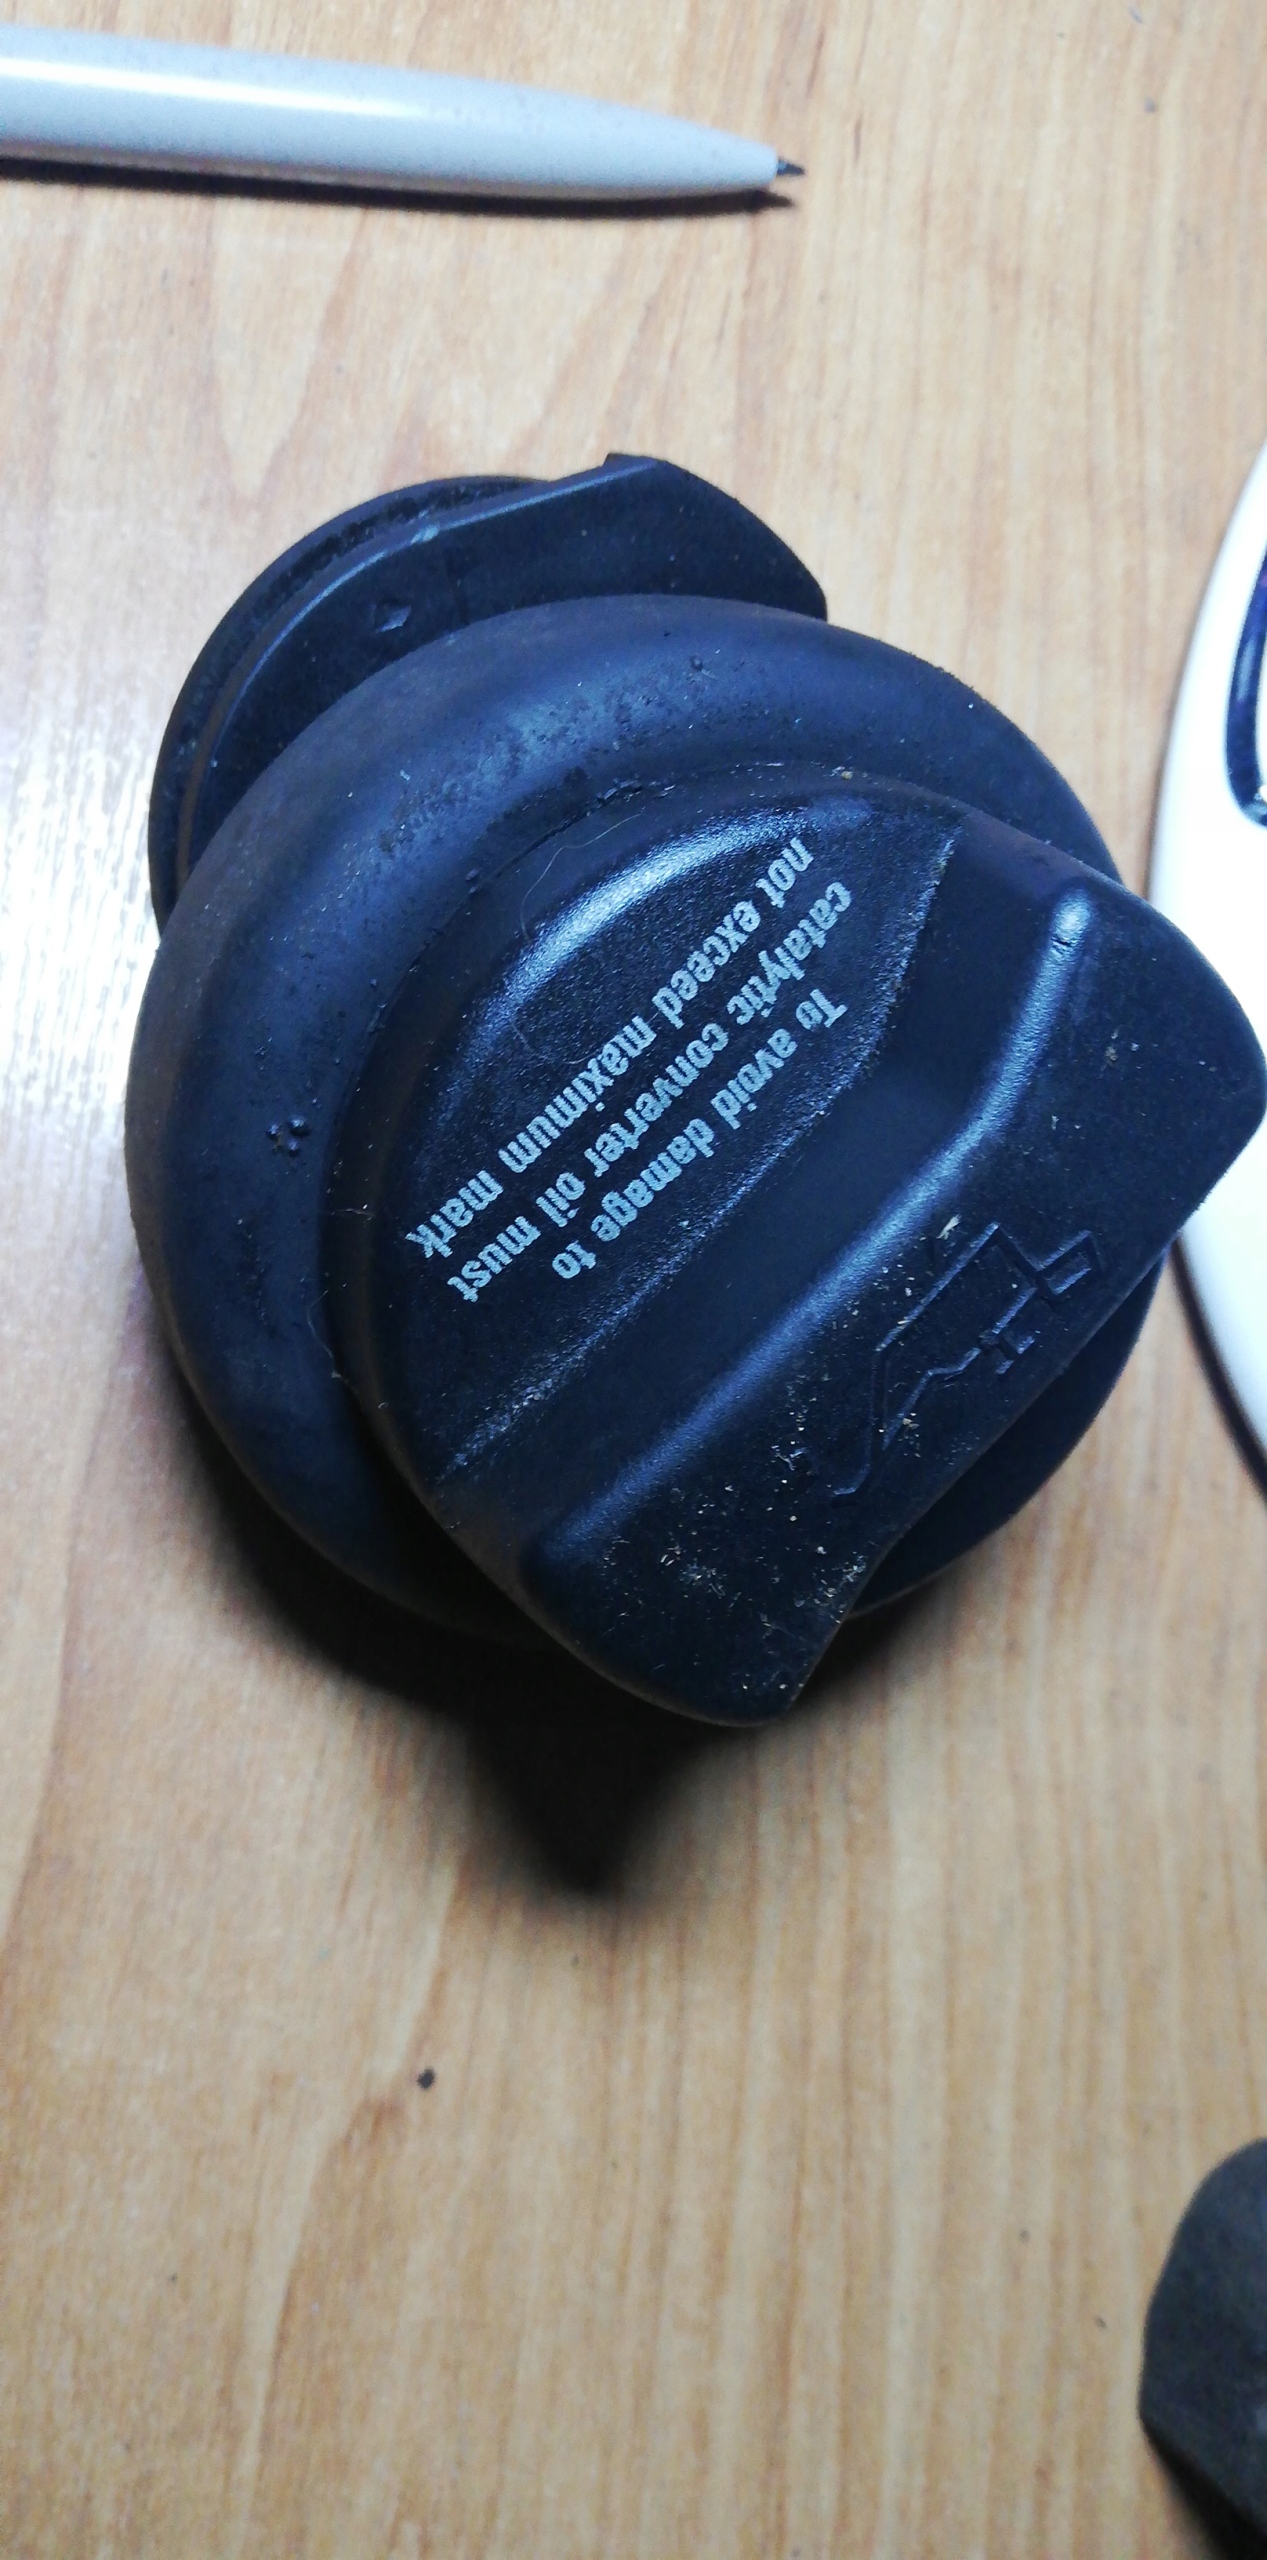 To avoid damage to
catalytic converter oil must
not exceed maximum mark